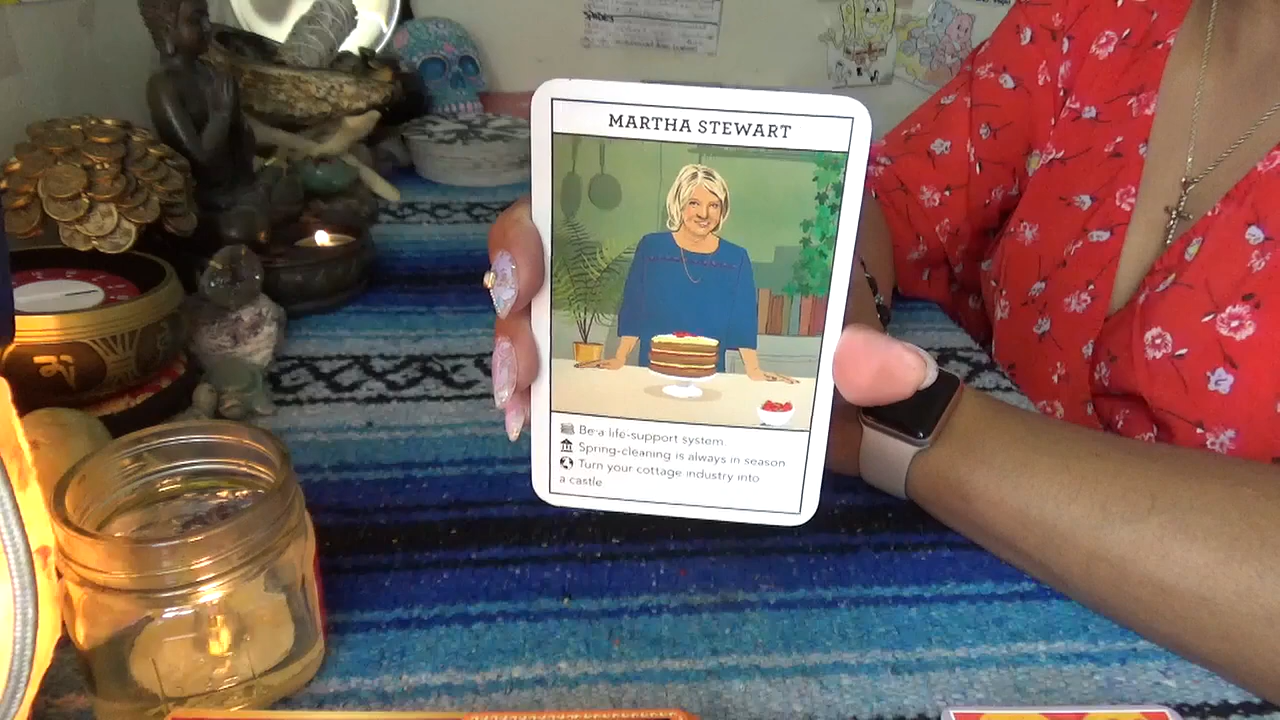 MARTHA STEWART
Be a life-support system.
Spring-cleaning is always in season
Turn your cottage industry into
a castle